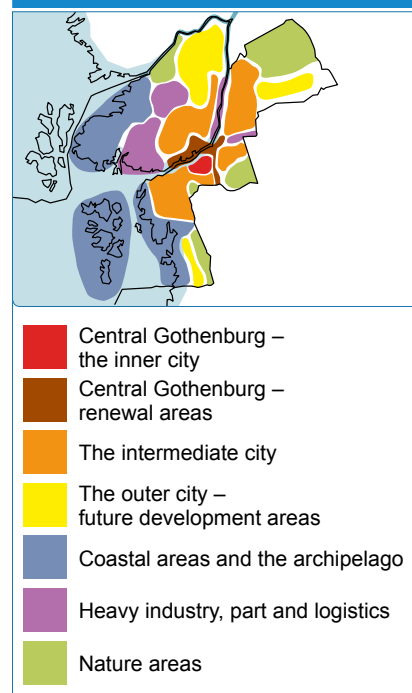 Central Gothenburg –
the inner city
Central Gothenburg –
renewal areas
The intermediate city
The outer city –
future development areas
Coastal areas and the archipelago
Heavy industry, part and logistics
Nature areas